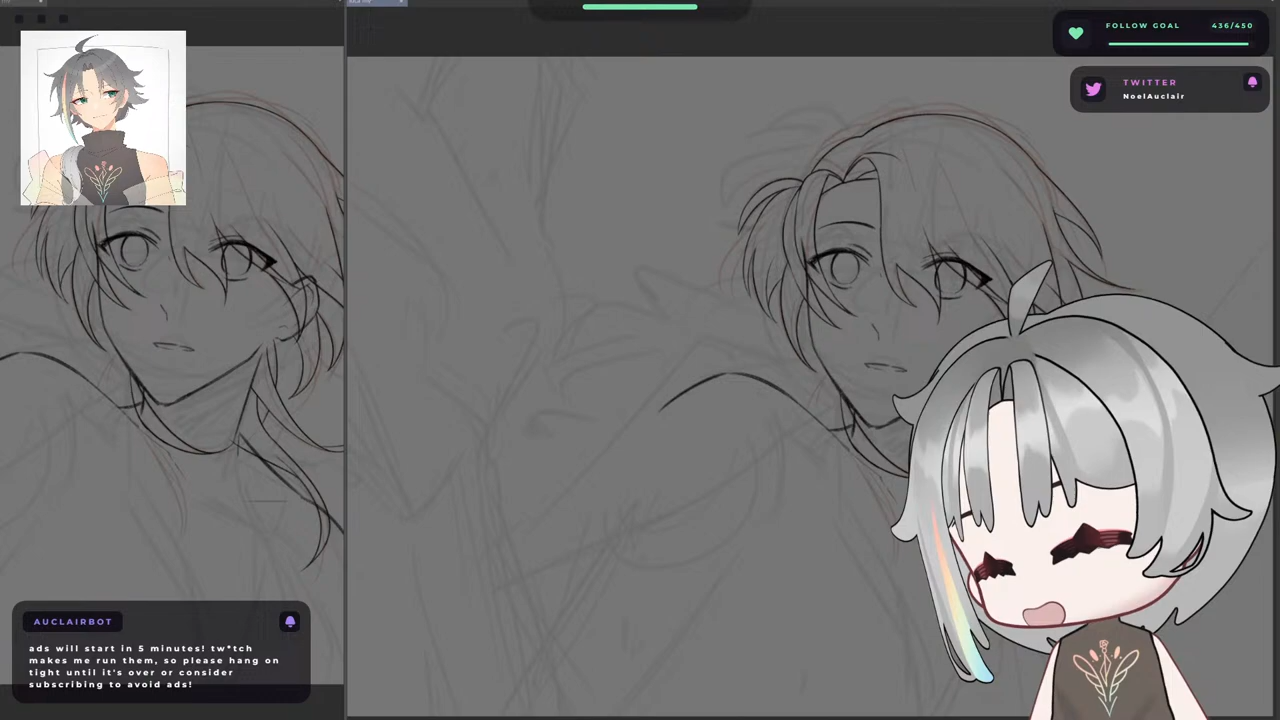 FOLLOW GOAL 436/450
TWITTER
NoelAuclair
AUCLAIRBOT
ads will start in 5 minutes! tw*tch
makes me run them, so please hang on
tight until it's over or consider
subscribing to avoid ads!